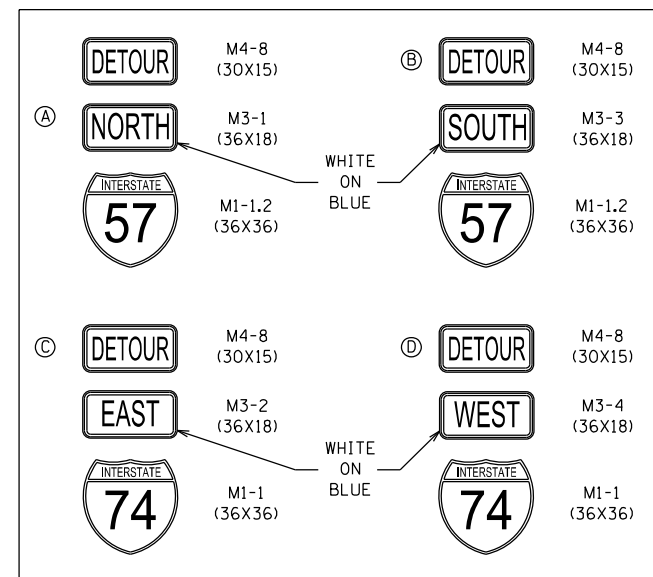 DETOUR
M4-8
(30X15)
Ⓐ
NORTH
M3-1
(36X18)
INTERSTATE
57
M1-1.2
(36X36)
Ⓑ
DETOUR
M4-8
(30X15)
SOUTH
M3-3
(36X18)
INTERSTATE
57
M1-1.2
(36X36)
WHITE
ON
BLUE
Ⓒ
DETOUR
M4-8
(30X15)
EAST
M3-2
(36X18)
INTERSTATE
74
M1-1
(36X36)
Ⓓ
DETOUR
M4-8
(30X15)
WEST
M3-4
(36X18)
INTERSTATE
74
M1-1
(36X36)
WHITE
ON
BLUE